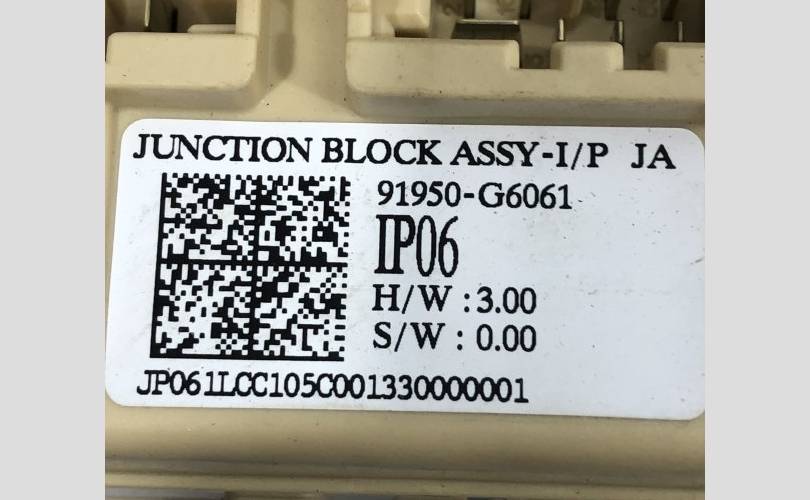 JUNCTION BLOCK ASSY-I/P JA
91950-G6061
IP06
H/W : 3.00
S/W : 0.00
JP061LCC105C001330000001